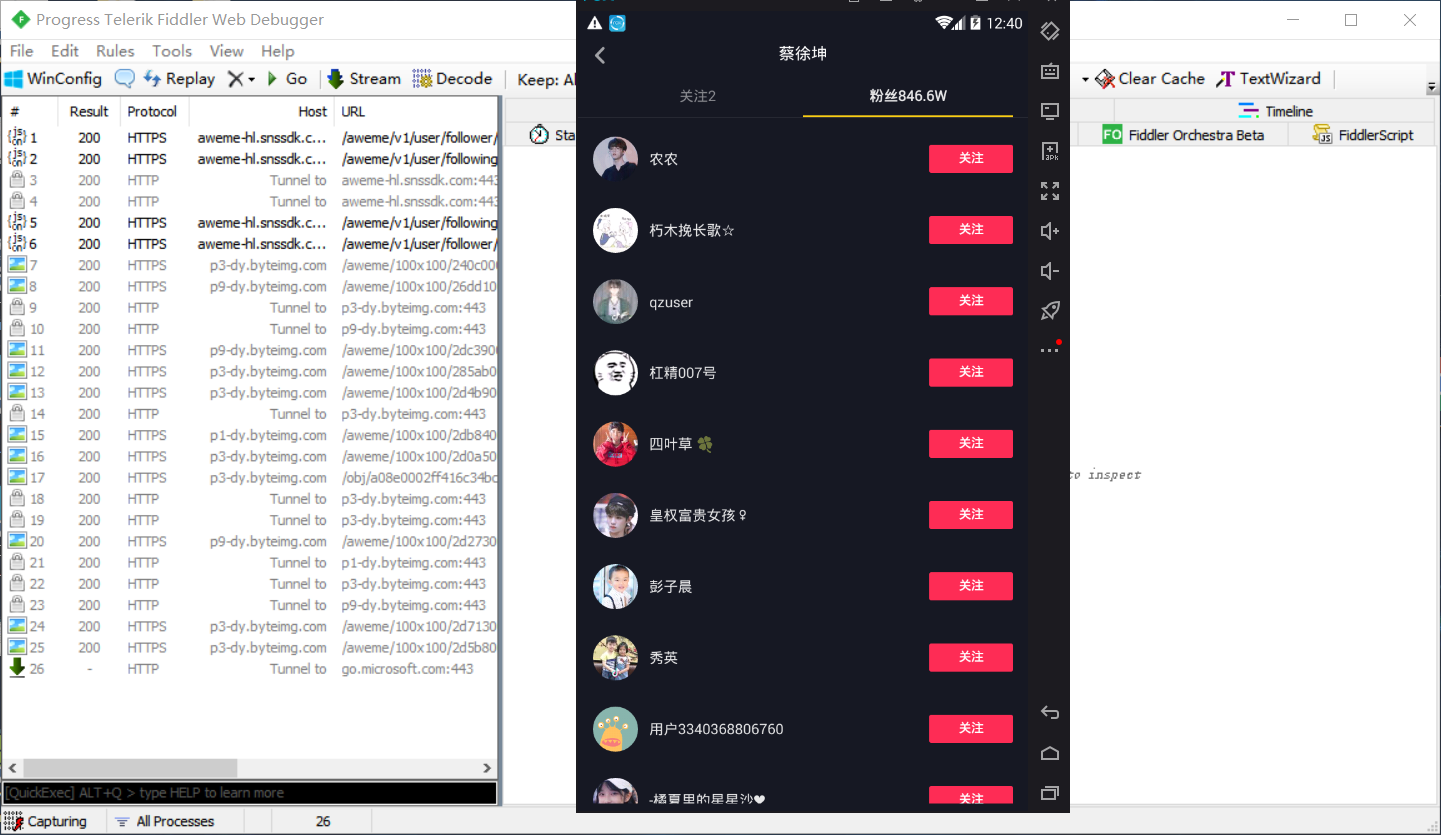 Progress Telerik Fiddler Web Debugger
File Edit Rules Tools View Help
WinConfig Replay Go Stream Decode Keep: Al
Clear Cache TextWizard
# Result Protocol Host URL
1 200 HTTPS aweme-hl.snssdk.c... /aweme/v1/user/follower/
2 200 HTTPS aweme-hl.snssdk.c... /aweme/v1/user/following
3 200 HTTP Tunnel to aweme-hl.snssdk.com:443
4 200 HTTP Tunnel to aweme-hl.snssdk.com:443
5 200 HTTPS aweme-hl.snssdk.c... /aweme/v1/user/following
6 200 HTTPS aweme-hl.snssdk.c... /aweme/v1/user/follower/
7 200 HTTPS p3-dy.byteimg.com /aweme/100x100/240c00
8 200 HTTPS p9-dy.byteimg.com /aweme/100x100/26dd10
9 200 HTTP Tunnel to p3-dy.byteimg.com:443
10 200 HTTP Tunnel to p9-dy.byteimg.com:443
11 200 HTTPS p9-dy.byteimg.com /aweme/100x100/2dc390
12 200 HTTPS p3-dy.byteimg.com /aweme/100x100/285ab0
13 200 HTTPS p3-dy.byteimg.com /aweme/100x100/2d4b90
14 200 HTTP Tunnel to p3-dy.byteimg.com:443
15 200 HTTPS p1-dy.byteimg.com /aweme/100x100/2db840
16 200 HTTPS p3-dy.byteimg.com /aweme/100x100/2d0a50
17 200 HTTPS p3-dy.byteimg.com /obj/a08e0002ff416c34bc
18 200 HTTP Tunnel to p3-dy.byteimg.com:443
19 200 HTTP Tunnel to p3-dy.byteimg.com:443
20 200 HTTPS p9-dy.byteimg.com /aweme/100x100/2d2730
21 200 HTTP Tunnel to p1-dy.byteimg.com:443
22 200 HTTP Tunnel to p3-dy.byteimg.com:443
23 200 HTTP Tunnel to p9-dy.byteimg.com:443
24 200 HTTPS p3-dy.byteimg.com /aweme/100x100/2d7130
25 200 HTTPS p3-dy.byteimg.com /aweme/100x100/2d5b80
26 - HTTP Tunnel to go.microsoft.com:443
[QuickExec] ALT+Q > type HELP to learn more
Capturing All Processes 26
Sta
12:40
蔡徐坤
关注2 粉丝846.6W
农农 关注
朽木挽长歌☆ 关注
qzuser 关注
杠精007号 关注
四叶草 🍀 关注
皇权富贵女孩♀ 关注
彭子晨 关注
秀英 关注
用户3340368806760 关注
-橘夏里的星星沙❤ 关注
Timeline
FO Fiddler Orchestra Beta FiddlerScript
to inspect